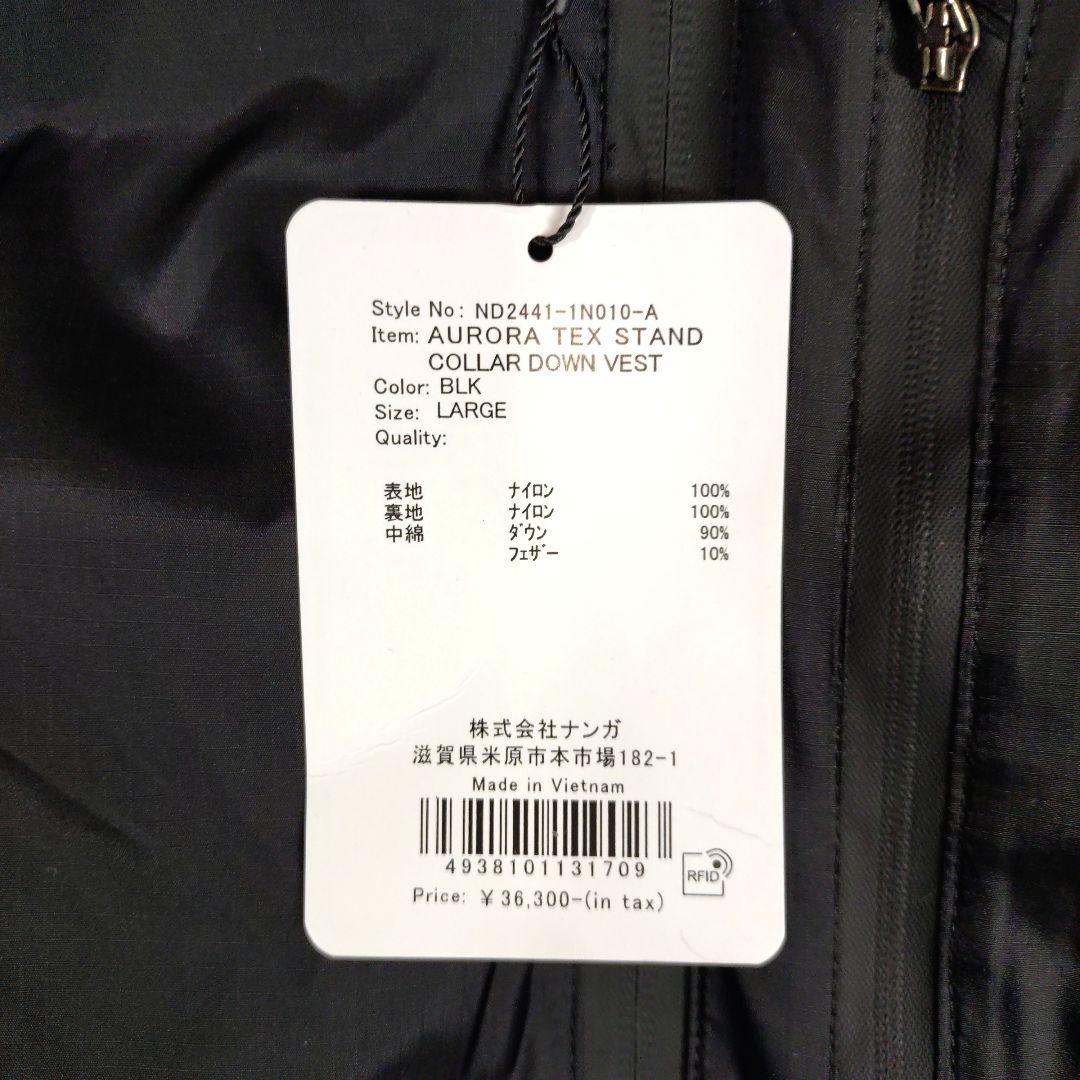 Style No: ND2441-1N010-A
Item: AURORA TEX STAND
COLLAR DOWN VEST
Color: BLK
Size: LARGE
Quality:
表地 ナイロン 100%
裏地 ナイロン 100%
中綿 ダウン 90%
フェザー 10%
株式会社ナンガ
滋賀県米原市本市場182-1
Made in Vietnam
4938101131709
RFID
Price: ¥ 36,300-(in tax)